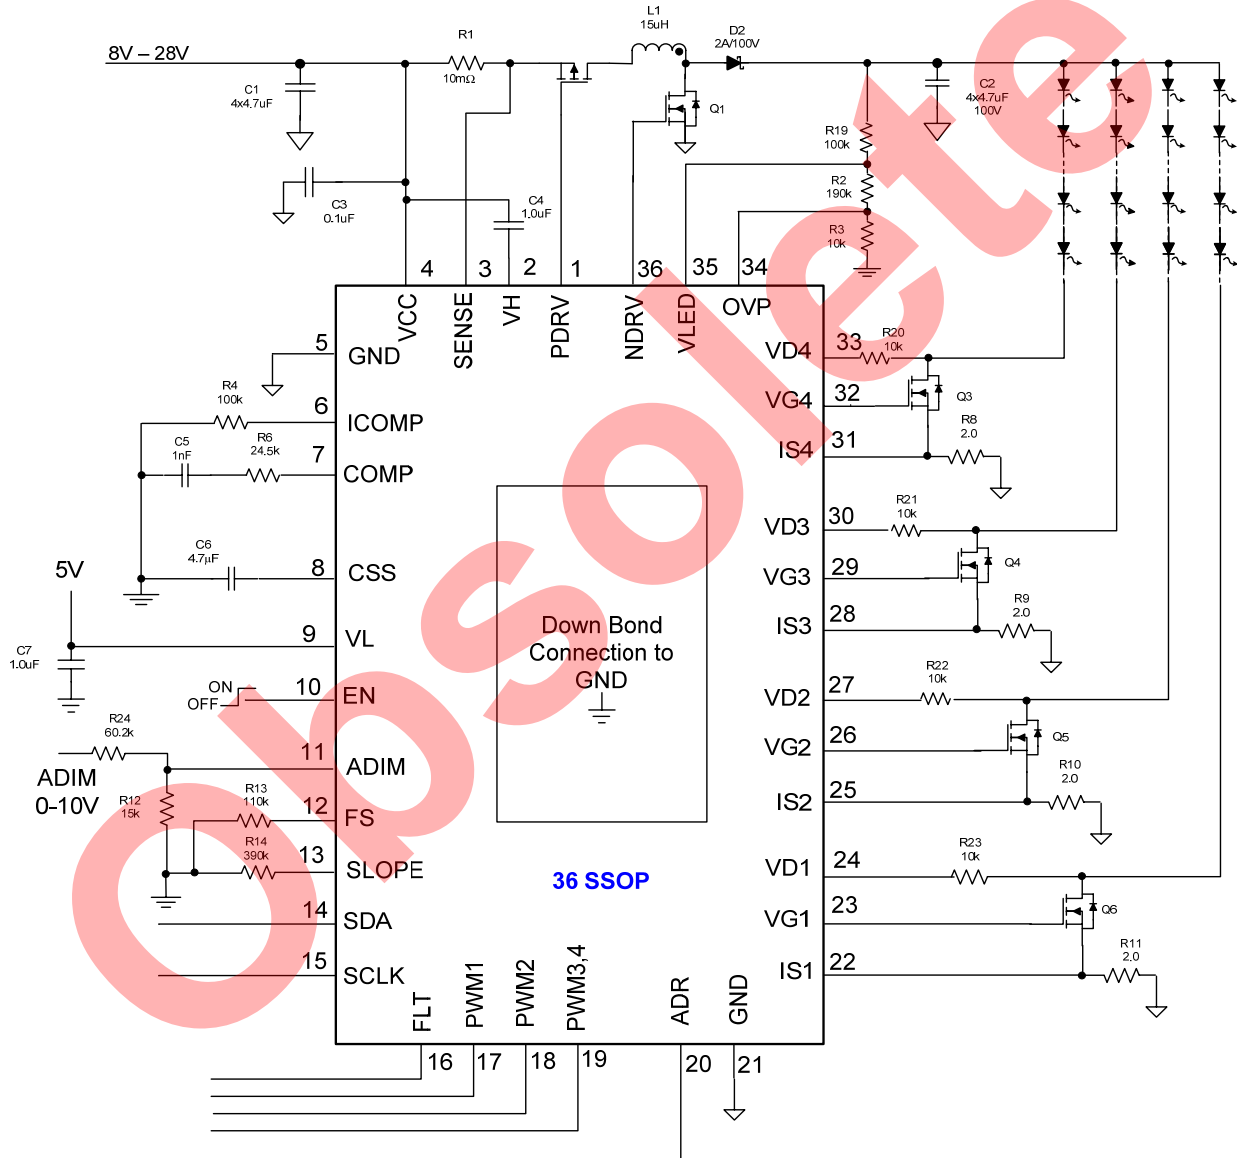 8V – 28V
C1
4x4.7uF
R1
10mΩ
L1
15uH
D2
2A/100V
Q1
C2
4x4.7uF
100V
R19
100k
R2
190k
R3
10k
C3
0.1uF
C4
1.0uF
4
3
2
1
36
35
34
VCC
SENSE
VH
PDRV
NDRV
VLED
OVP
5
GND
R4
100k
6
ICOMP
C5
1nF
R6
24.5k
7
COMP
C6
4.7µF
8
CSS
5V
9
VL
C7
1.0uF
ON
OFF
10
EN
R24
60.2k
11
ADIM
ADIM
0-10V
R12
15k
R13
110k
12
FS
R14
390k
13
SLOPE
14
SDA
15
SCLK
FLT
PWM1
PWM2
PWM3,4
ADR
GND
16
17
18
19
20
21
Down Bond
Connection to
GND
36 SSOP
VD4
33
R20
10k
VG4
32
Q3
IS4
31
R8
2.0
VD3
30
R21
10k
VG3
29
Q4
IS3
28
R9
2.0
VD2
27
R22
10k
VG2
26
Q5
IS2
25
R10
2.0
VD1
24
R23
10k
VG1
23
Q6
IS1
22
R11
2.0
Obsolete